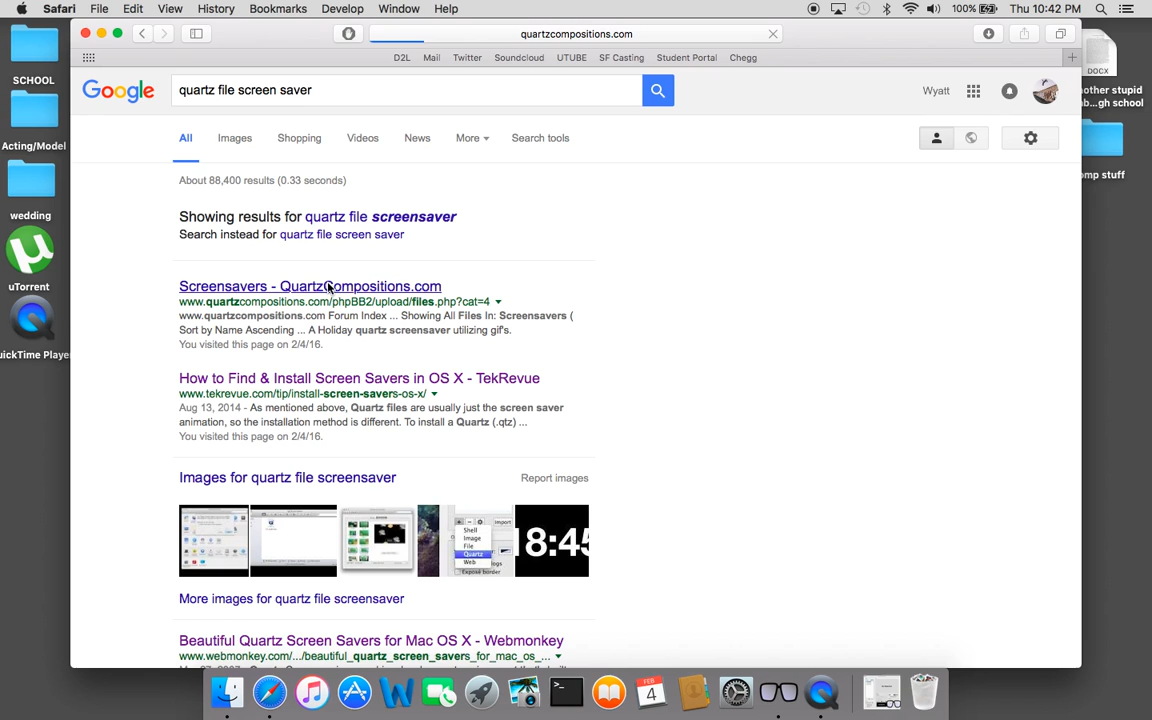 Safari File Edit View History Bookmarks Develop Window Help 100% Thu 10:42 PM
quartzcompositions.com
D2L Mail Twitter Soundcloud UTUBE SF Casting Student Portal Chegg
Google quartz file screen saver Wyatt
All Images Shopping Videos News More Search tools
About 88,400 results (0.33 seconds)
Showing results for quartz file screensaver
Search instead for quartz file screen saver
Screensavers - QuartzCompositions.com
www.quartzcompositions.com/phpBB2/upload/files.php?cat=4
www.quartzcompositions.com Forum Index ... Showing All Files In: Screensavers (
Sort by Name Ascending ... A Holiday quartz screensaver utilizing gif's.
You visited this page on 2/4/16.
How to Find & Install Screen Savers in OS X - TekRevue
www.tekrevue.com/tip/install-screen-savers-os-x/
Aug 13, 2014 - As mentioned above, Quartz files are usually just the screen saver
animation, so the installation method is different. To install a Quartz (.qtz) ...
You visited this page on 2/4/16.
Images for quartz file screensaver Report images
Import
Shell
Image
File
Quartz
Web
Exposé border
8:45
More images for quartz file screensaver
Beautiful Quartz Screen Savers for Mac OS X - Webmonkey
www.webmonkey.com/.../beautiful_quartz_screen_savers_for_mac_os_...
SCHOOL
Acting/Model
wedding
uTorrent
uickTime Playe
DOCX
nother stupid
b...gh school
omp stuff
FEB
4